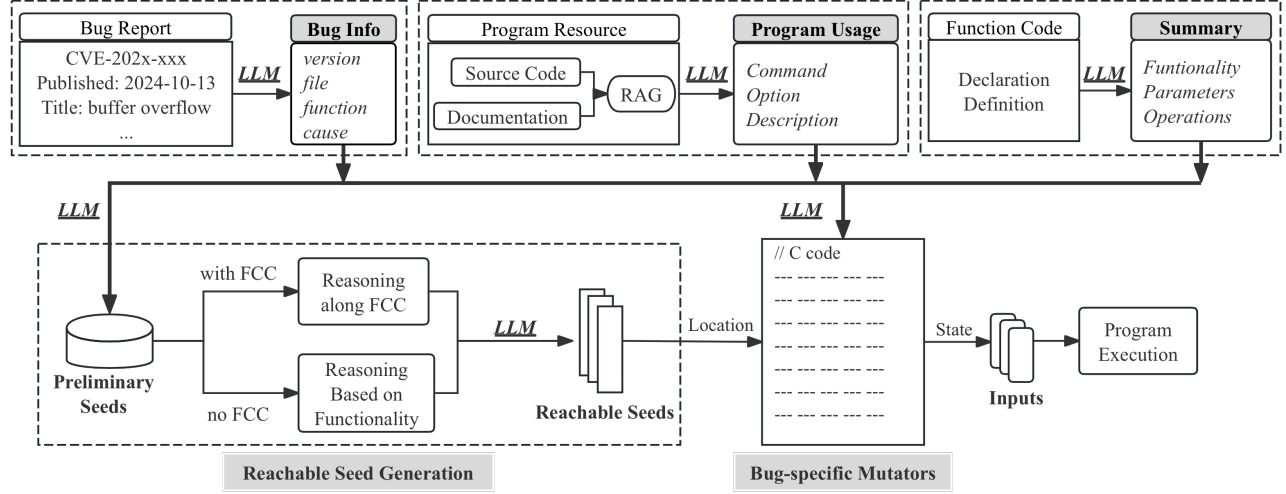 Bug Report
CVE-202x-xxx
Published: 2024-10-13
Title: buffer overflow
...
LLM
Bug Info
version
file
function
cause
Program Resource
Source Code
Documentation
RAG
LLM
Program Usage
Command
Option
Description
Function Code
Declaration
Definition
LLM
Summary
Funtionality
Parameters
Operations
LLM
LLM
Preliminary
Seeds
with FCC
no FCC
Reasoning
along FCC
Reasoning
Based on
Functionality
LLM
Reachable Seeds
Location
// C code
--- --- --- --- ---
--- --- --- --- ---
--- --- --- --- ---
--- --- --- --- ---
--- --- --- --- ---
--- --- --- --- ---
--- --- --- --- ---
State
Inputs
Program
Execution
Reachable Seed Generation
Bug-specific Mutators